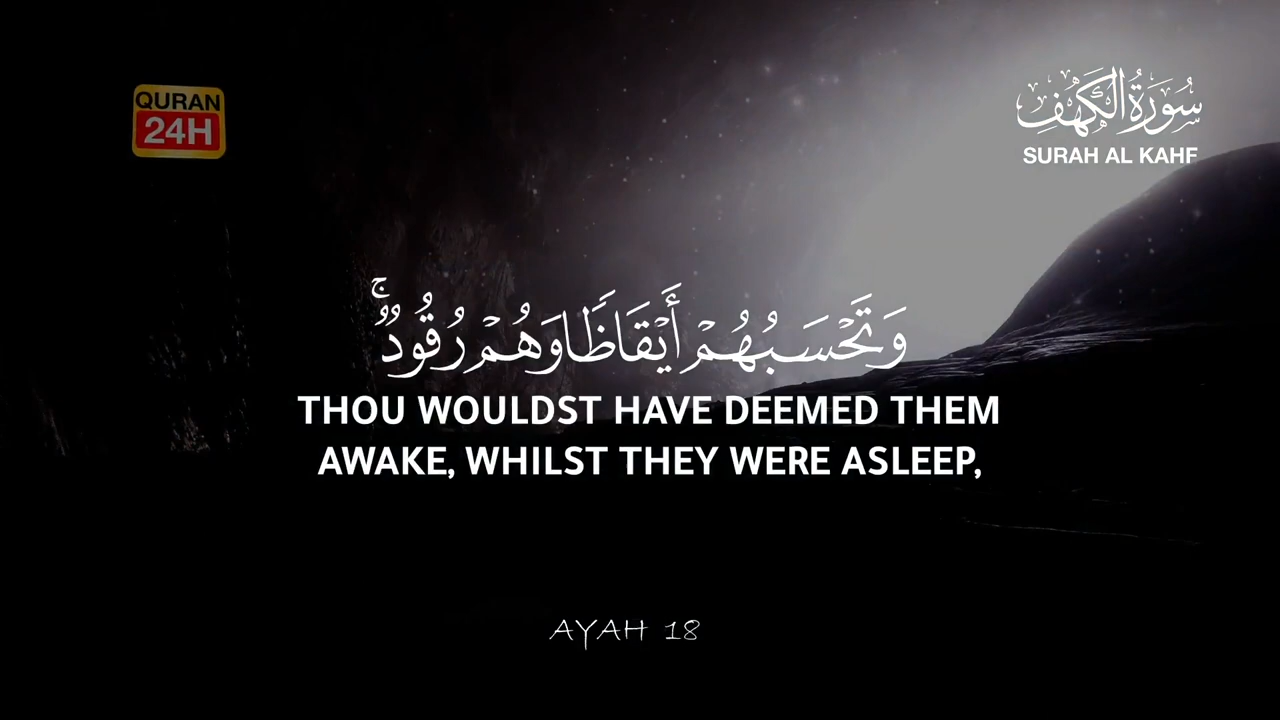 QURAN
24H
سُورَةُ الكَهْفِ
SURAH AL KAHF
وَتَحْسَبُهُمْ أَيْقَاظًا وَهُمْ رُقُودٌ ۚ
THOU WOULDST HAVE DEEMED THEM
AWAKE, WHILST THEY WERE ASLEEP,
AYAH 18